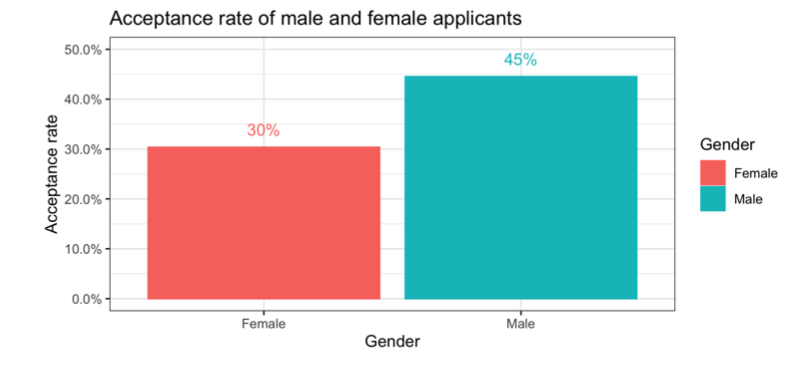 Acceptance rate of male and female applicants
50.0%
40.0%
30.0%
20.0%
10.0%
0.0%
Acceptance rate
30%
45%
Female
Male
Gender
Gender
Female
Male